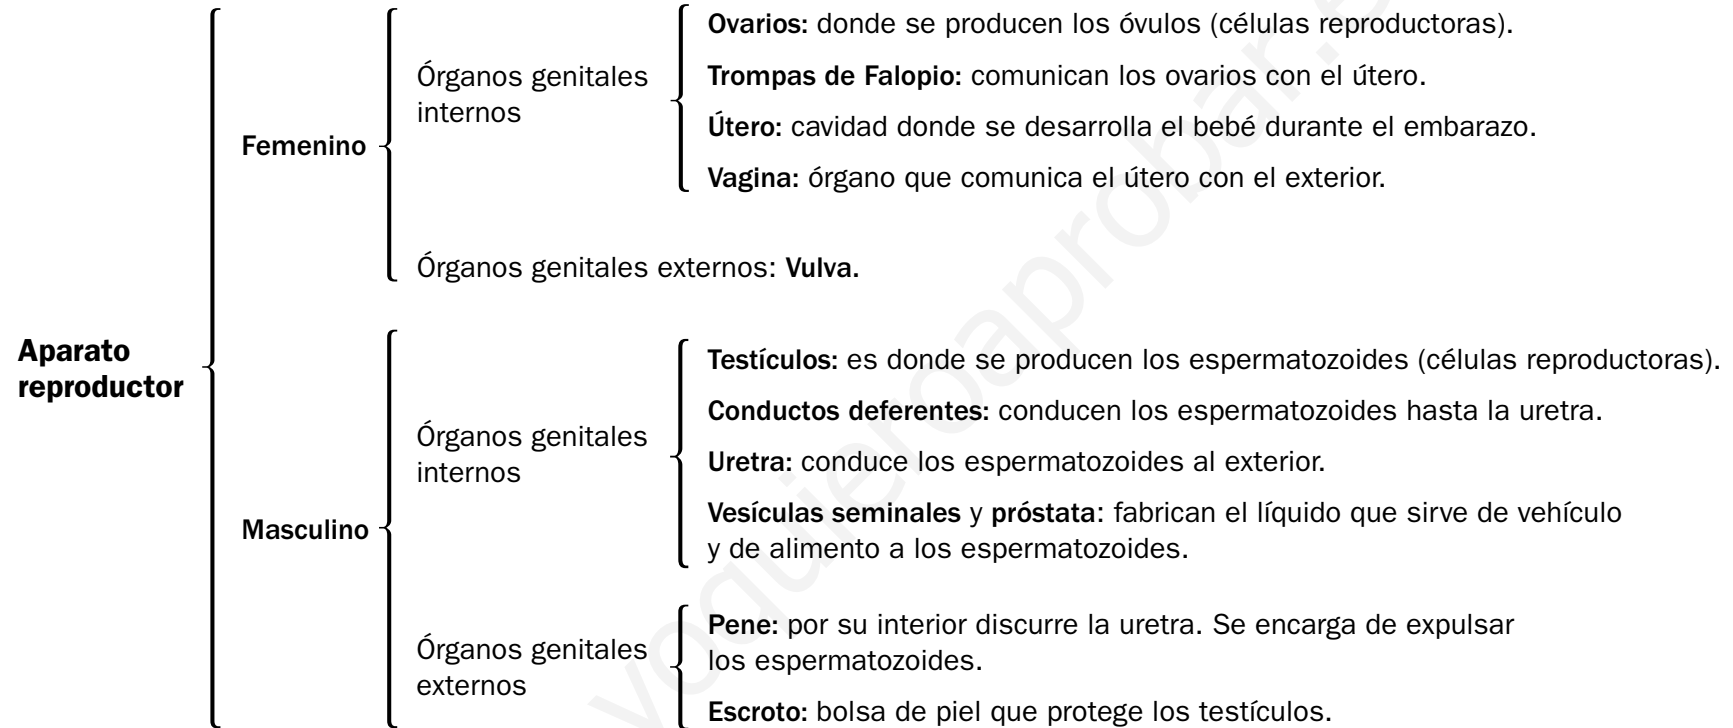 Aparato
reproductor
Femenino
Órganos genitales
internos
Ovarios: donde se producen los óvulos (células reproductoras).
Trompas de Falopio: comunican los ovarios con el útero.
Útero: cavidad donde se desarrolla el bebé durante el embarazo.
Vagina: órgano que comunica el útero con el exterior.
Órganos genitales externos: Vulva.
Masculino
Órganos genitales
internos
Testículos: es donde se producen los espermatozoides (células reproductoras).
Conductos deferentes: conducen los espermatozoides hasta la uretra.
Uretra: conduce los espermatozoides al exterior.
Vesículas seminales y próstata: fabrican el líquido que sirve de vehículo
y de alimento a los espermatozoides.
Órganos genitales
externos
Pene: por su interior discurre la uretra. Se encarga de expulsar
los espermatozoides.
Escroto: bolsa de piel que protege los testículos.
yoquieroaprobar.e